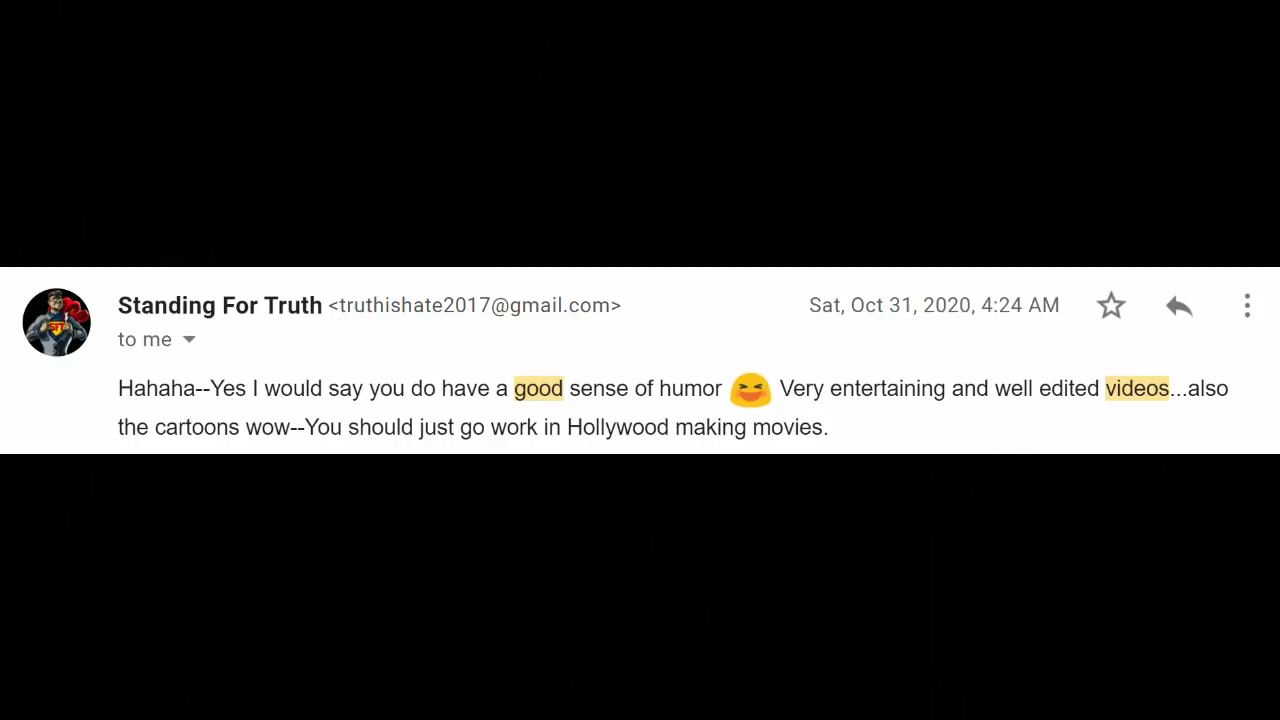 Standing For Truth <truthishate2017@gmail.com> Sat, Oct 31, 2020, 4:24 AM
to me
Hahaha--Yes I would say you do have a good sense of humor 😆 Very entertaining and well edited videos...also
the cartoons wow--You should just go work in Hollywood making movies.